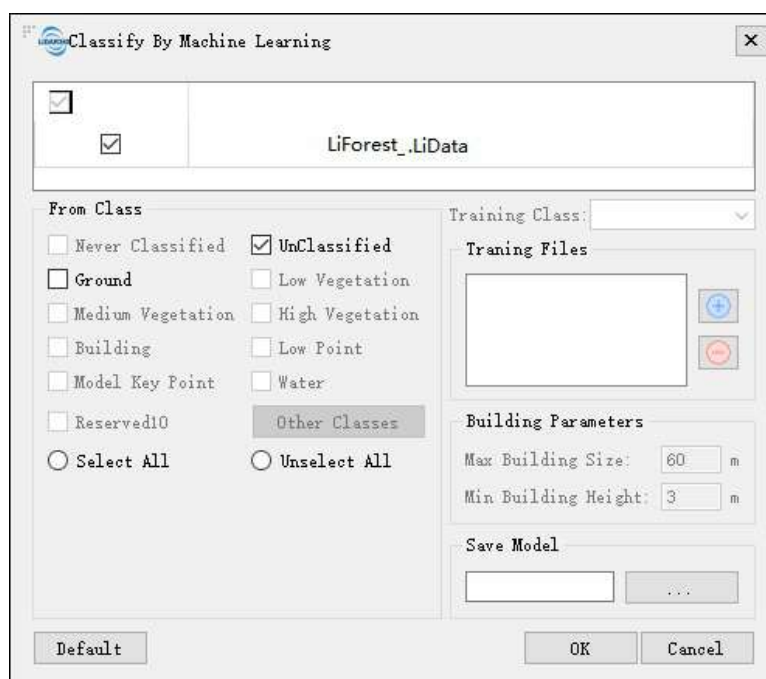 Classify By Machine Learning
LiForest_.LiData
From Class
Training Class:
Never Classified UnClassified
Traning Files
Ground Low Vegetation
Medium Vegetation High Vegetation
Building Low Point
Model Key Point Water
Reserved10 Other Classes
Building Parameters
Select All Unselect All
Max Building Size: 60 m
Min Building Height: 3 m
Save Model
...
Default OK Cancel